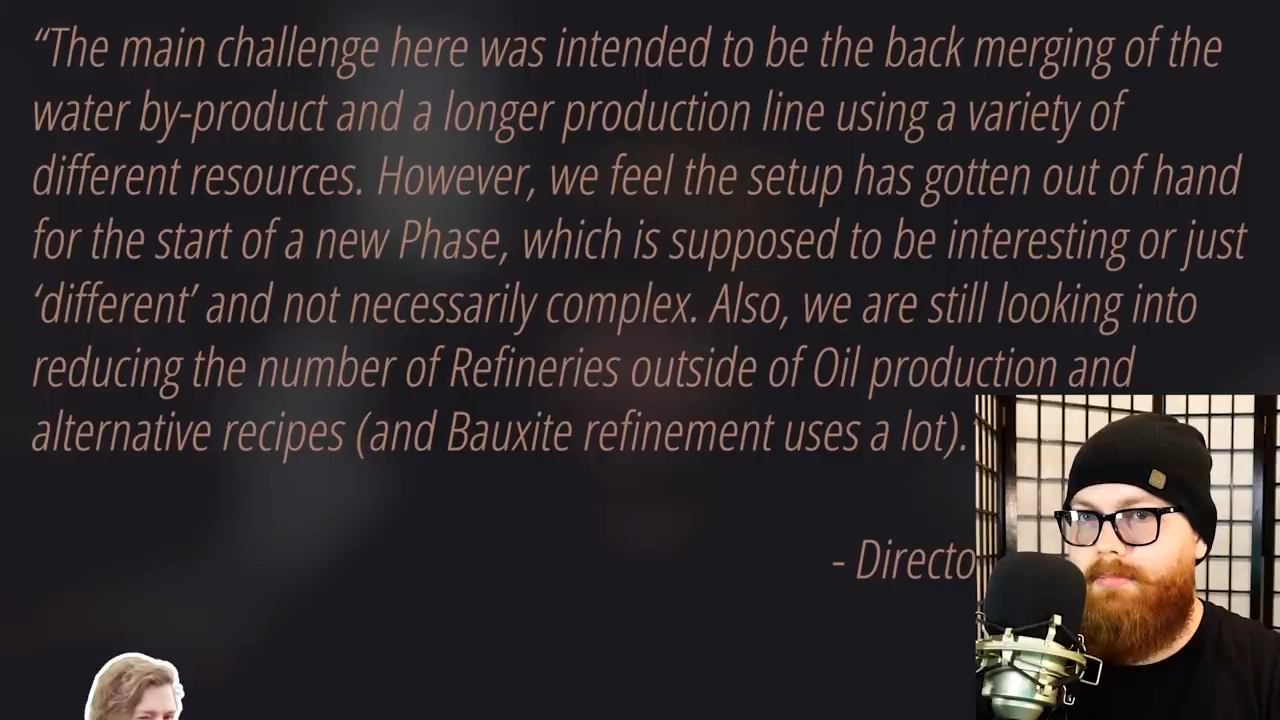 “The main challenge here was intended to be the back merging of the
water by-product and a longer production line using a variety of
different resources. However, we feel the setup has gotten out of hand
for the start of a new Phase, which is supposed to be interesting or just
‘different’ and not necessarily complex. Also, we are still looking into
reducing the number of Refineries outside of Oil production and
alternative recipes (and Bauxite refinement uses a lot).
- Directo